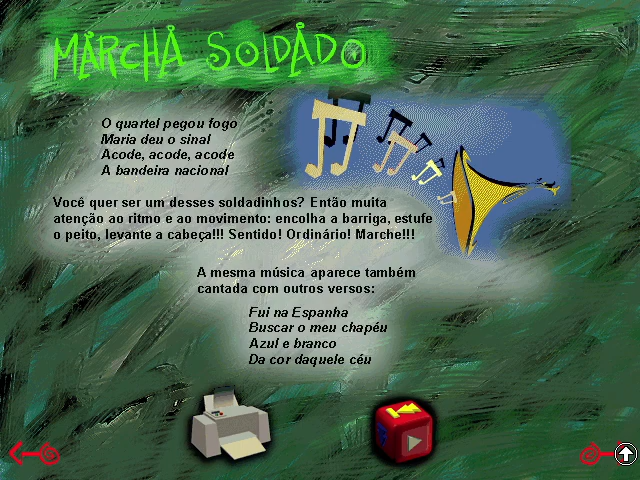 MARCHA SOLDADO
O quartel pegou fogo
Maria deu o sinal
Acode, acode, acode
A bandeira nacional
Você quer ser um desses soldadinhos? Então muita
atenção ao ritmo e ao movimento: encolha a barriga, estufe
o peito, levante a cabeça!!! Sentido! Ordinário! Marche!!!
A mesma música aparece também
cantada com outros versos:
Fui na Espanha
Buscar o meu chapéu
Azul e branco
Da cor daquele céu